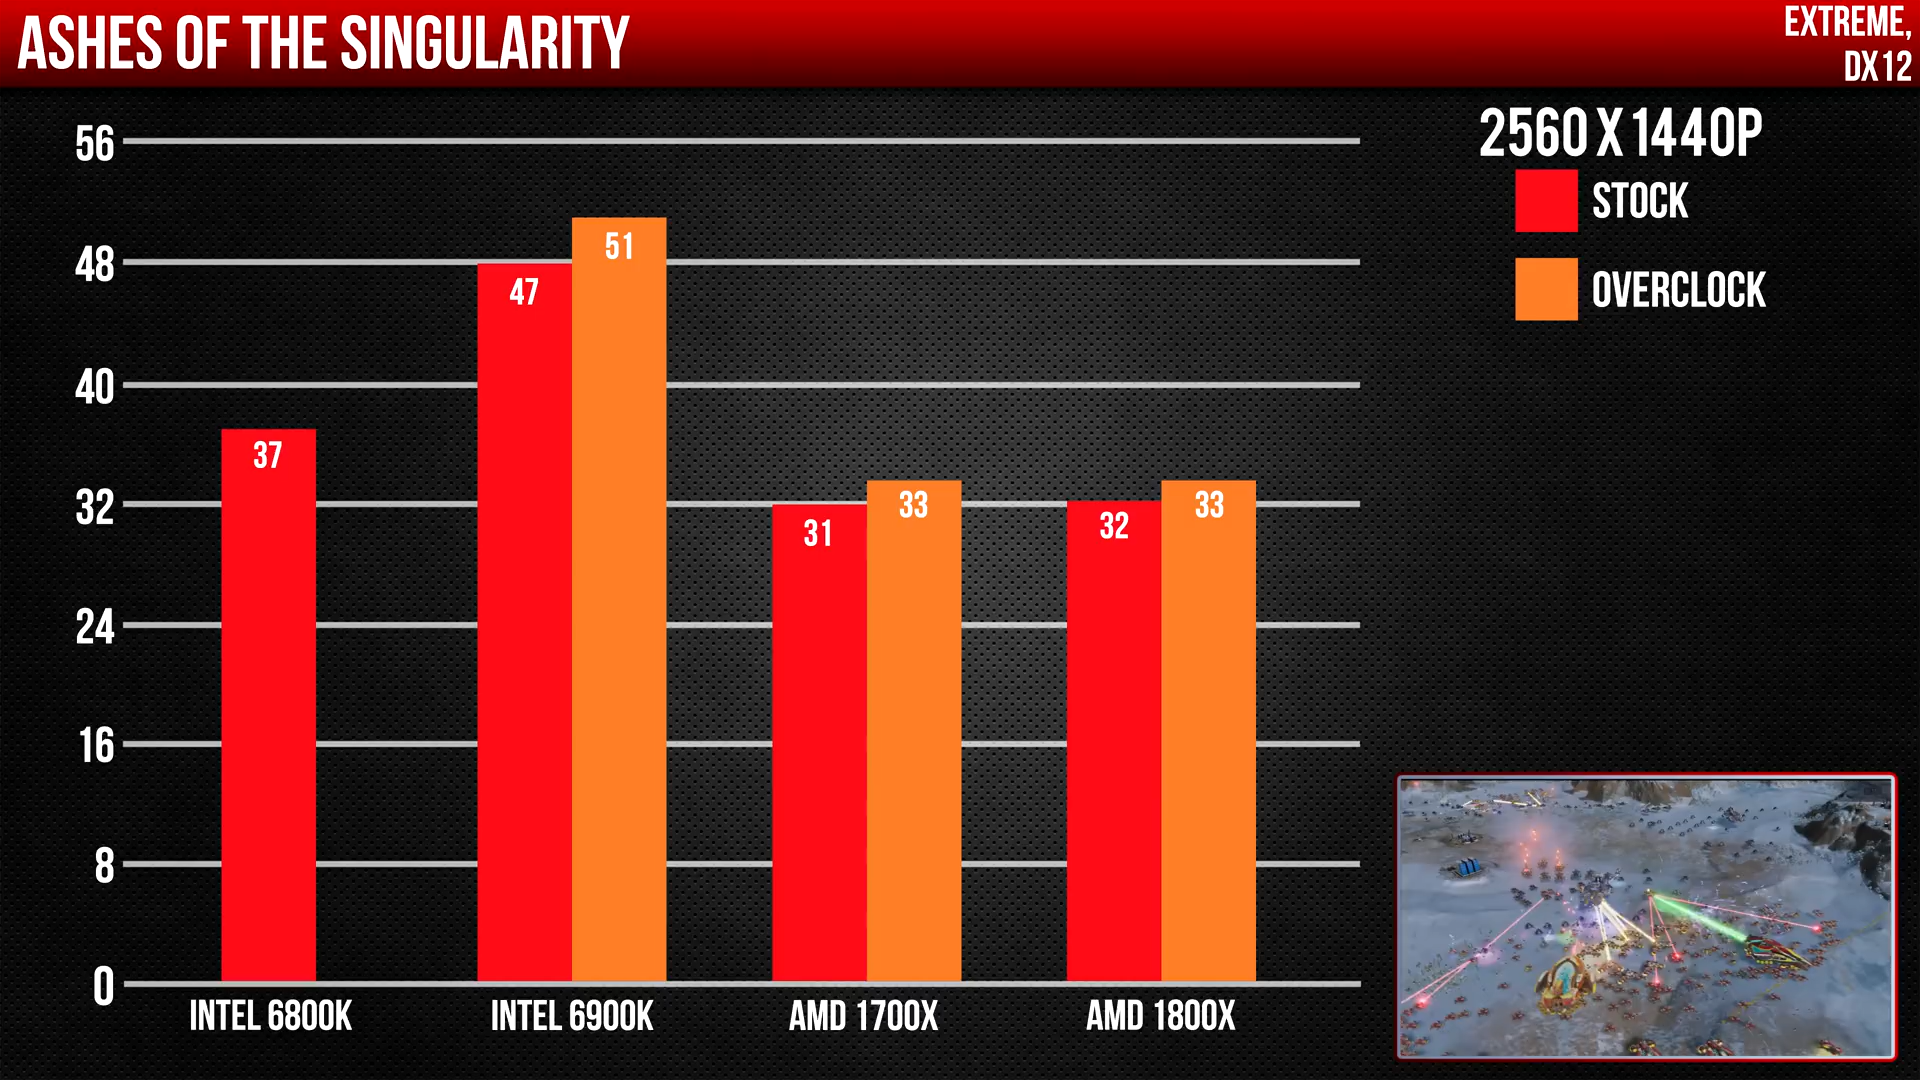 ASHES OF THE SINGULARITY
EXTREME,
DX12
2560 X 1440P
STOCK
OVERCLOCK
56
48
40
32
24
16
8
0
37
47
51
31
33
32
33
INTEL 6800K
INTEL 6900K
AMD 1700X
AMD 1800X